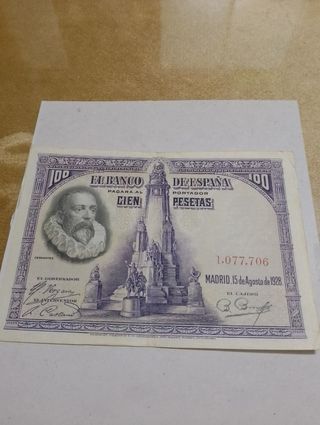 100 EL BANCO DE ESPAÑA 100
PAGARÁ AL PORTADOR
CIEN PESETAS
CERVANTES
1,077,706
MADRID, 15 de Agosto de 1928
EL GOBERNADOR
EL INTERVENTOR
EL CAJERO